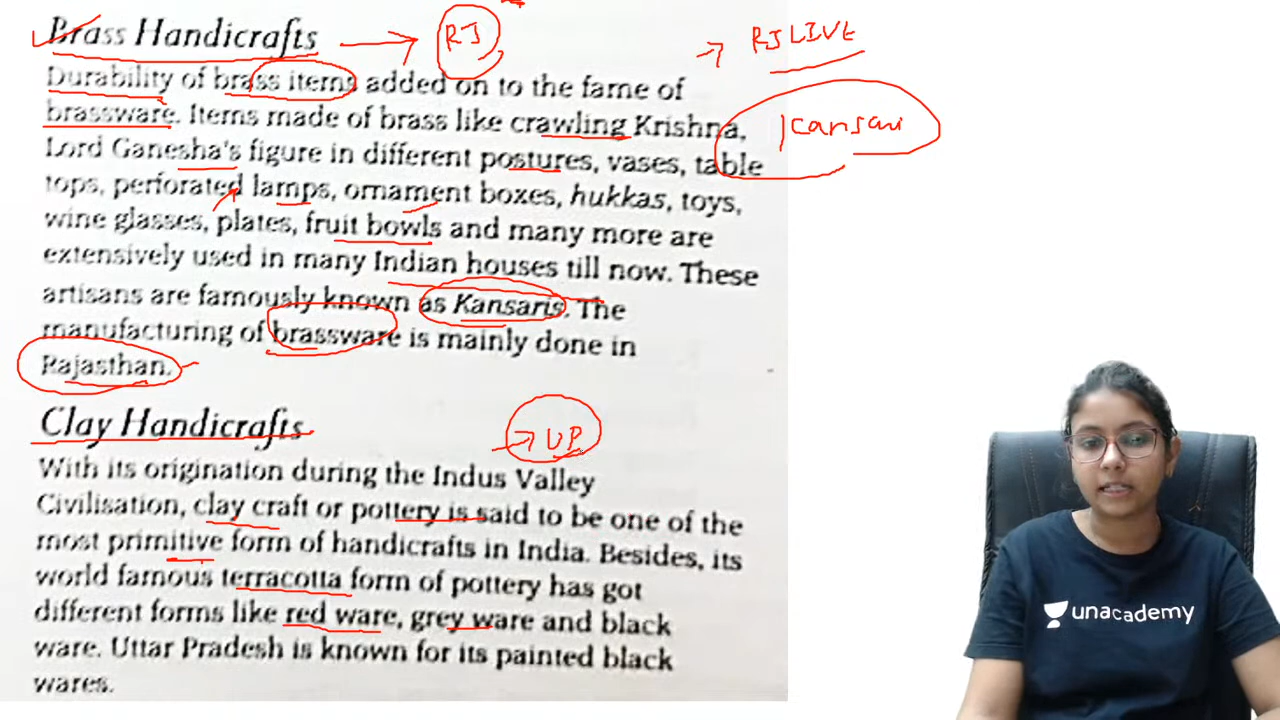 Brass Handicrafts
RJ
RJ LIVE
Durability of brass items added on to the fame of
brassware. Items made of brass like crawling Krishna,
Kansari
Lord Ganesha's figure in different postures, vases, table
tops, perforated lamps, ornament boxes, hukkas, toys,
wine glasses, plates, fruit bowls and many more are
extensively used in many Indian houses till now. These
artisans are famously known as Kansaris. The
manufacturing of brassware is mainly done in
Rajasthan.
Clay Handicrafts
UP
With its origination during the Indus Valley
Civilisation, clay craft or pottery is said to be one of the
most primitive form of handicrafts in India. Besides, its
world famous terracotta form of pottery has got
different forms like red ware, grey ware and black
ware. Uttar Pradesh is known for its painted black
wares.
unacademy